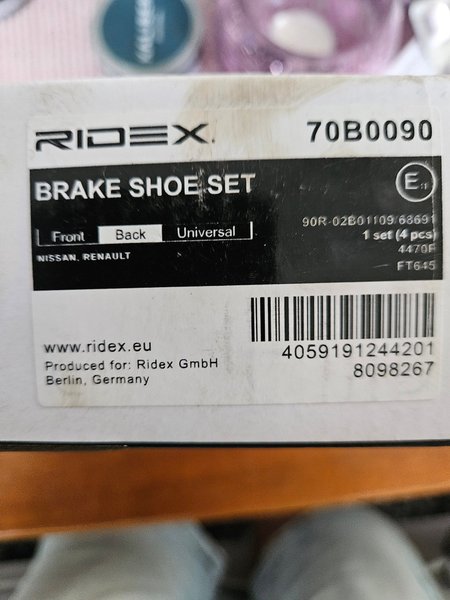 RIDEX
70B0090
BRAKE SHOE SET
Front Back Universal
NISSAN, RENAULT
90R-02B01109/68691
1 set (4 pcs)
4470F
FT645
www.ridex.eu
Produced for: Ridex GmbH
Berlin, Germany
4059191244201
8098267